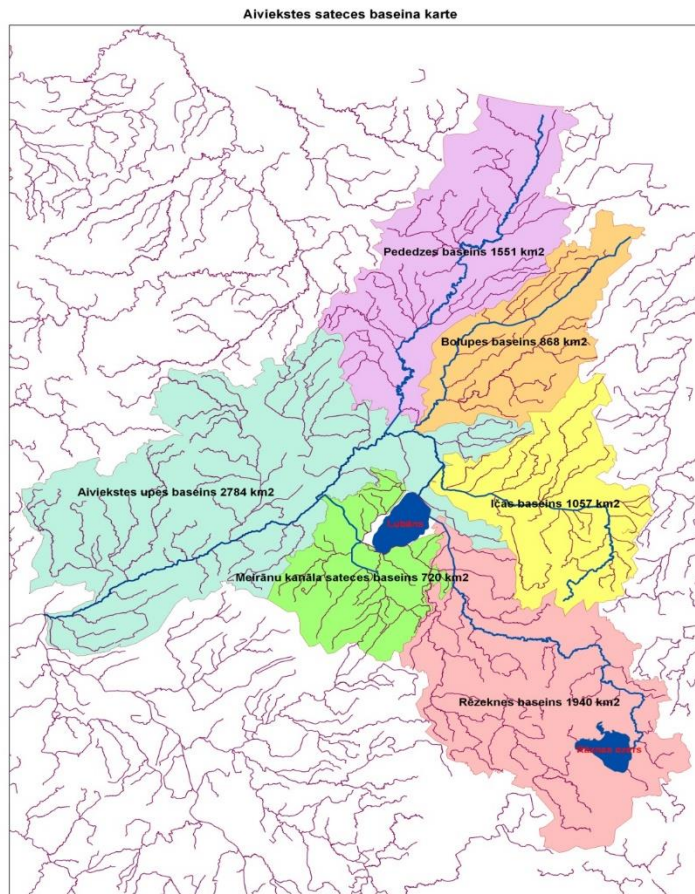 Aiviekstes sateces baseina karte
Pededzes baseins 1551 km2
Bolupes baseins 868 km2
Aiviekstes upes baseins 2784 km2
Ičas baseins 1057 km2
Lubāns
Meirānu kanāla sateces baseins 720 km2
Rēzeknes baseins 1940 km2